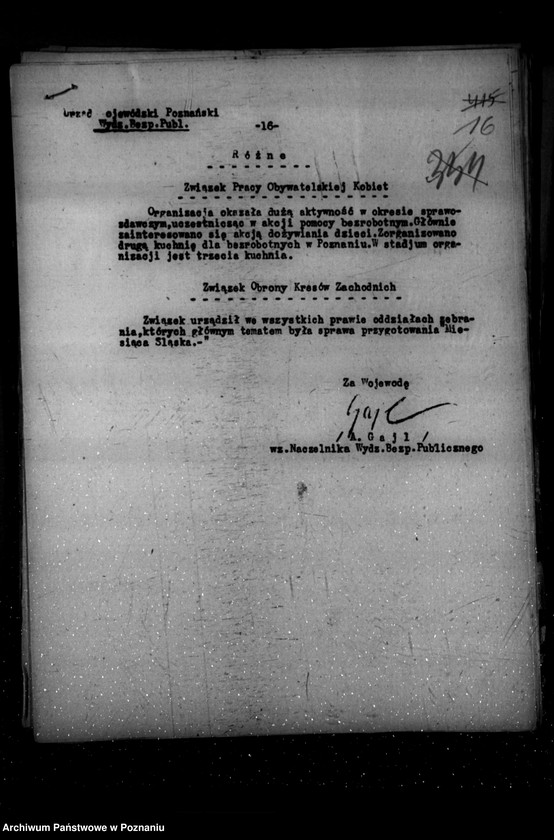 Urząd Wojewódzki Poznański
Wydz.Bezp.Publ.
-16-
16
Różne
Związek Pracy Obywatelskiej Kobiet
Organizacja okazała dużą aktywność w okresie sprawo-
zdawczym,uczestnicząc w akcji pomocy bezrobotnym.Głównie
zainteresowano się akcją dożywiania dzieci.Zorganizowano
drugą kuchnię dla bezrobotnych w Poznaniu.W stadjum orga-
nizacji jest trzecia kuchnia.
Związek Obrony Kresów Zachodnich
Związek urządził we wszystkich prawie oddziałach zebra-
nia,których głównym tematem była sprawa przygotowania "Mie-
siąca Śląska.-"
Za Wojewodę
/A. Gajl/
wz.Naczelnika Wydz.Bezp.Publicznego
Archiwum Państwowe w Poznaniu